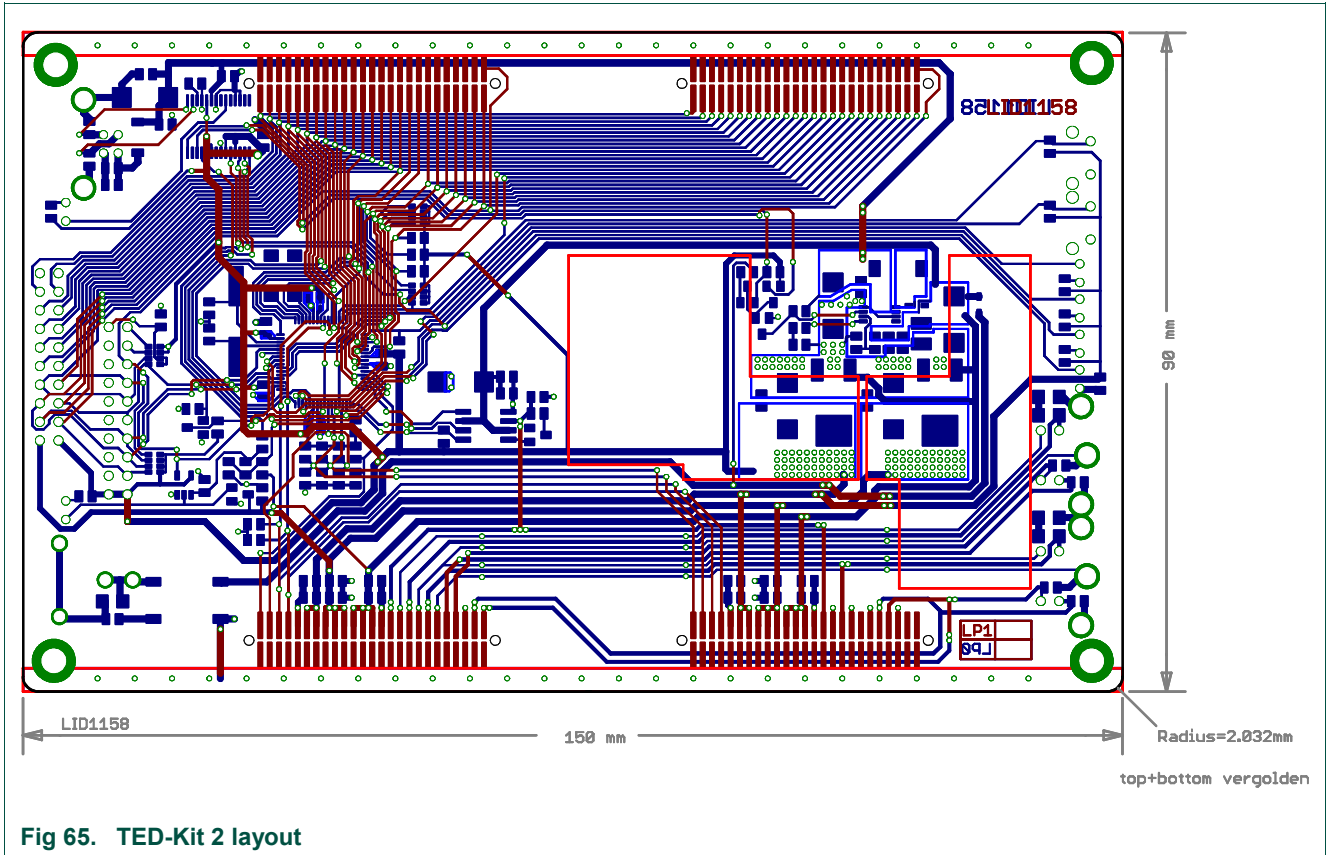 LID1158
90 mm
LP1
LP0
LID1158
150 mm
Radius=2.032mm
top+bottom vergolden
Fig 65. TED-Kit 2 layout